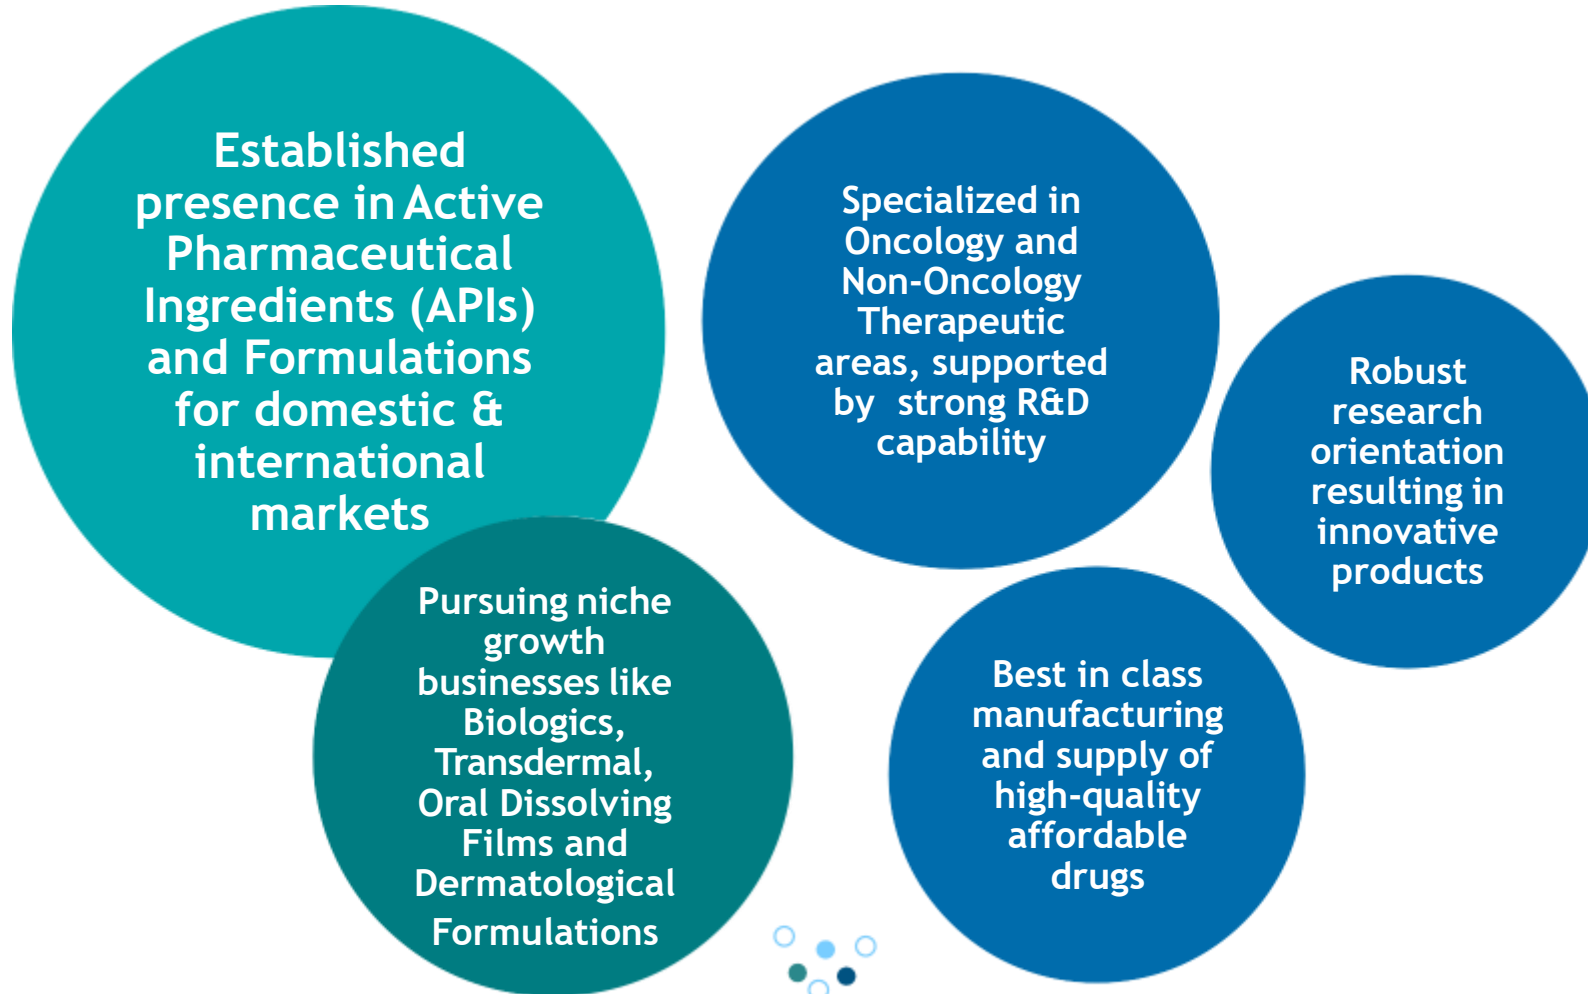 Established
presence in Active
Pharmaceutical
Ingredients (APIs)
and Formulations
for domestic &
international
markets
Specialized in
Oncology and
Non-Oncology
Therapeutic
areas, supported
by strong R&D
capability
Robust
research
orientation
resulting in
innovative
products
Pursuing niche
growth
businesses like
Biologics,
Transdermal,
Oral Dissolving
Films and
Dermatological
Formulations
Best in class
manufacturing
and supply of
high-quality
affordable
drugs